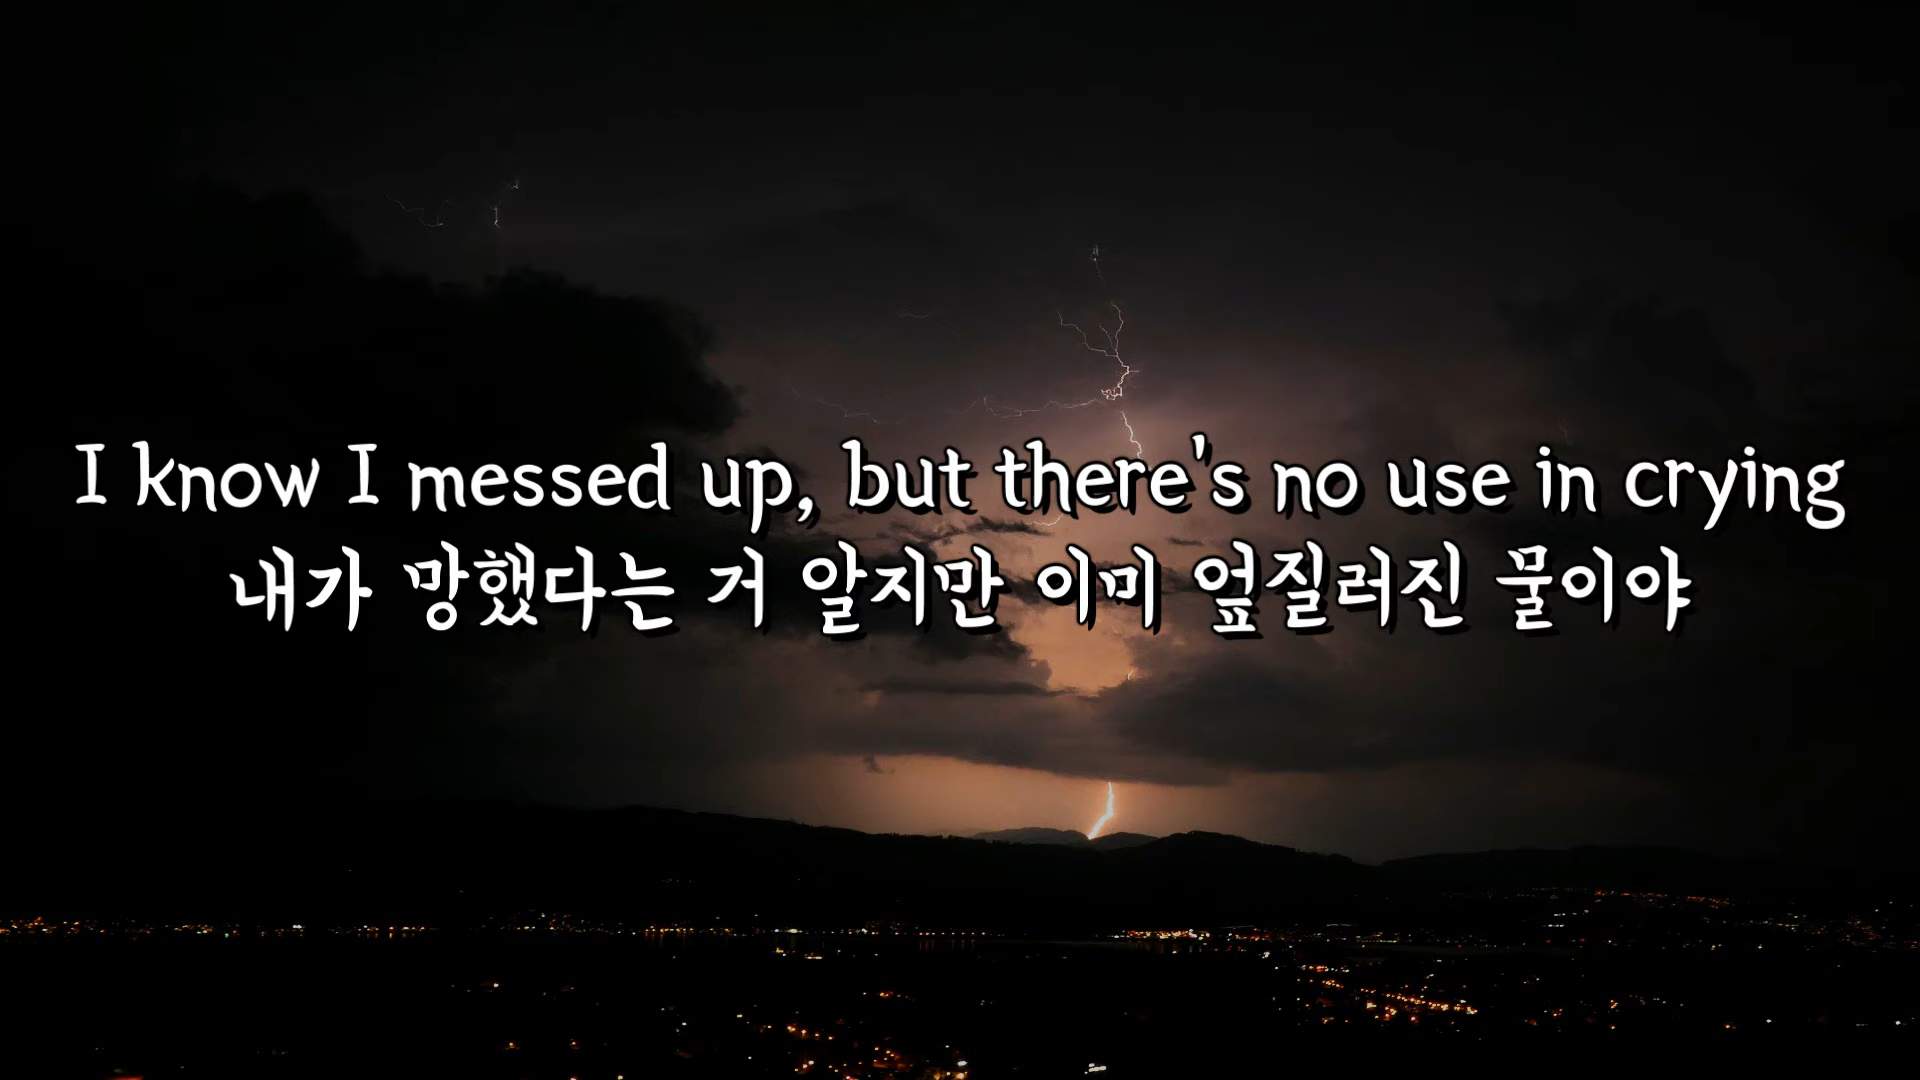 I know I messed up, but there's no use in crying
내가 망했다는 거 알지만 이미 엎질러진 물이야